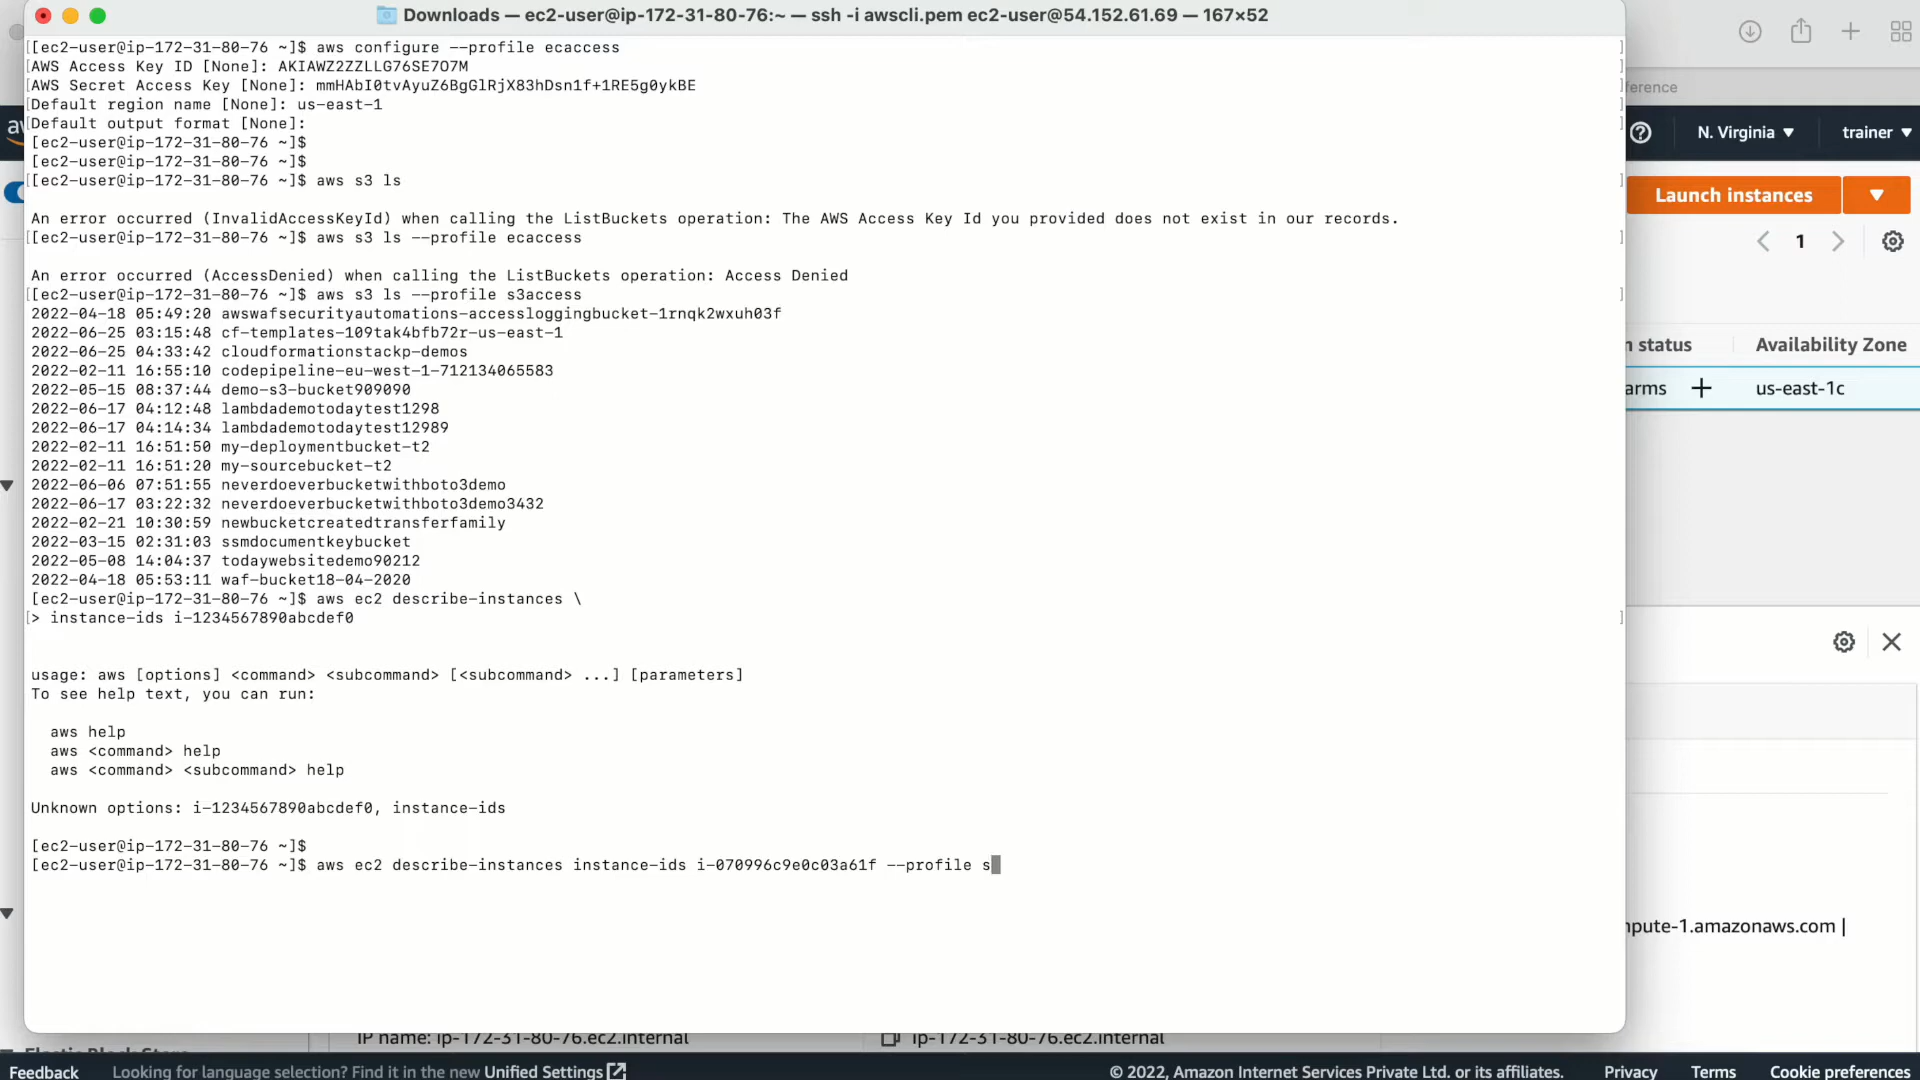 Downloads — ec2-user@ip-172-31-80-76:~ — ssh -i awscli.pem ec2-user@54.152.61.69 — 167×52
[[ec2-user@ip-172-31-80-76 ~]$ aws configure --profile ecaccess ]
[AWS Access Key ID [None]: AKIAWZ2ZZLLG76SE7O7M ]
[AWS Secret Access Key [None]: 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 ]
[Default region name [None]: us-east-1 ]
[Default output format [None]: ]
[ec2-user@ip-172-31-80-76 ~]$
[ec2-user@ip-172-31-80-76 ~]$
[[ec2-user@ip-172-31-80-76 ~]$ aws s3 ls ]
An error occurred (InvalidAccessKeyId) when calling the ListBuckets operation: The AWS Access Key Id you provided does not exist in our records.
[[ec2-user@ip-172-31-80-76 ~]$ aws s3 ls --profile ecaccess ]
An error occurred (AccessDenied) when calling the ListBuckets operation: Access Denied
[[ec2-user@ip-172-31-80-76 ~]$ aws s3 ls --profile s3access ]
2022-04-18 05:49:20 awswafsecurityautomations-accessloggingbucket-1rnqk2wxuh03f
2022-06-25 03:15:48 cf-templates-109tak4bfb72r-us-east-1
2022-06-25 04:33:42 cloudformationstackp-demos
2022-02-11 16:55:10 codepipeline-eu-west-1-712134065583
2022-05-15 08:37:44 demo-s3-bucket909090
2022-06-17 04:12:48 lambdademotodaytest1298
2022-06-17 04:14:34 lambdademotodaytest12989
2022-02-11 16:51:50 my-deploymentbucket-t2
2022-02-11 16:51:20 my-sourcebucket-t2
2022-06-06 07:51:55 neverdoeverbucketwithboto3demo
2022-06-17 03:22:32 neverdoeverbucketwithboto3demo3432
2022-02-21 10:30:59 newbucketcreatedtransferfamily
2022-03-15 02:31:03 ssmdocumentkeybucket
2022-05-08 14:04:37 todaywebsitedemo90212
2022-04-18 05:53:11 waf-bucket18-04-2020
[ec2-user@ip-172-31-80-76 ~]$ aws ec2 describe-instances \
[> instance-ids i-1234567890abcdef0 ]
usage: aws [options] <command> <subcommand> [<subcommand> ...] [parameters]
To see help text, you can run:
aws help
aws <command> help
aws <command> <subcommand> help
Unknown options: i-1234567890abcdef0, instance-ids
[ec2-user@ip-172-31-80-76 ~]$
[ec2-user@ip-172-31-80-76 ~]$ aws ec2 describe-instances instance-ids i-070996c9e0c03a61f --profile s
ference
N. Virginia ▼ trainer ▼
Launch instances ▼
1
n status Availability Zone
arms + us-east-1c
npute-1.amazonaws.com |
IP name: ip-172-31-80-76.ec2.internal
ip-172-31-80-76.ec2.internal
Feedback Looking for language selection? Find it in the new Unified Settings
© 2022, Amazon Internet Services Private Ltd. or its affiliates. Privacy Terms Cookie preferences